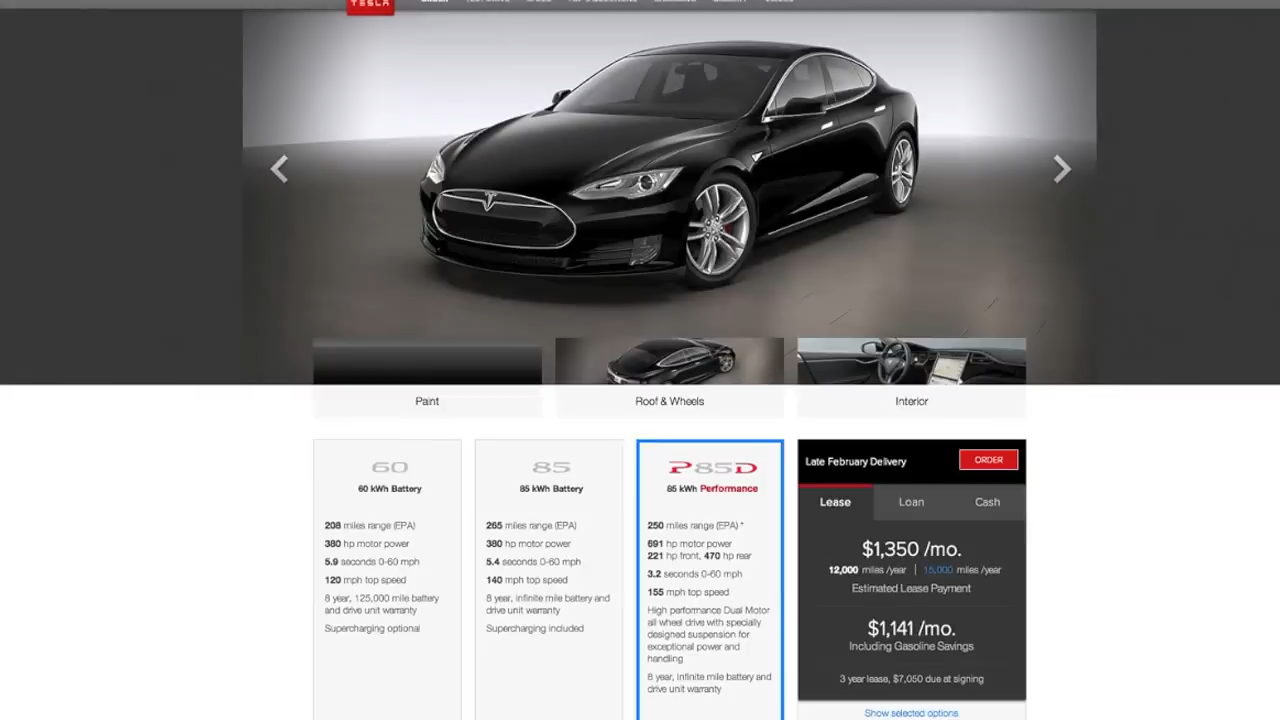 TESLA
Paint
Roof & Wheels
Interior
60
60 kWh Battery
208 miles range (EPA)
380 hp motor power
5.9 seconds 0-60 mph
120 mph top speed
8 year, 125,000 mile battery
and drive unit warranty
Supercharging optional
85
85 kWh Battery
265 miles range (EPA)
380 hp motor power
5.4 seconds 0-60 mph
140 mph top speed
8 year, infinite mile battery and
drive unit warranty
Supercharging included
P85D
85 kWh Performance
250 miles range (EPA) *
691 hp motor power
221 hp front, 470 hp rear
3.2 seconds 0-60 mph
155 mph top speed
High performance Dual Motor
all wheel drive with specially
designed suspension for
exceptional power and
handling
8 year, infinite mile battery and
drive unit warranty
Late February Delivery
ORDER
Lease Loan Cash
$1,350 /mo.
12,000 miles /year | 15,000 miles /year
Estimated Lease Payment
$1,141 /mo.
Including Gasoline Savings
3 year lease, $7,050 due at signing
Show selected options